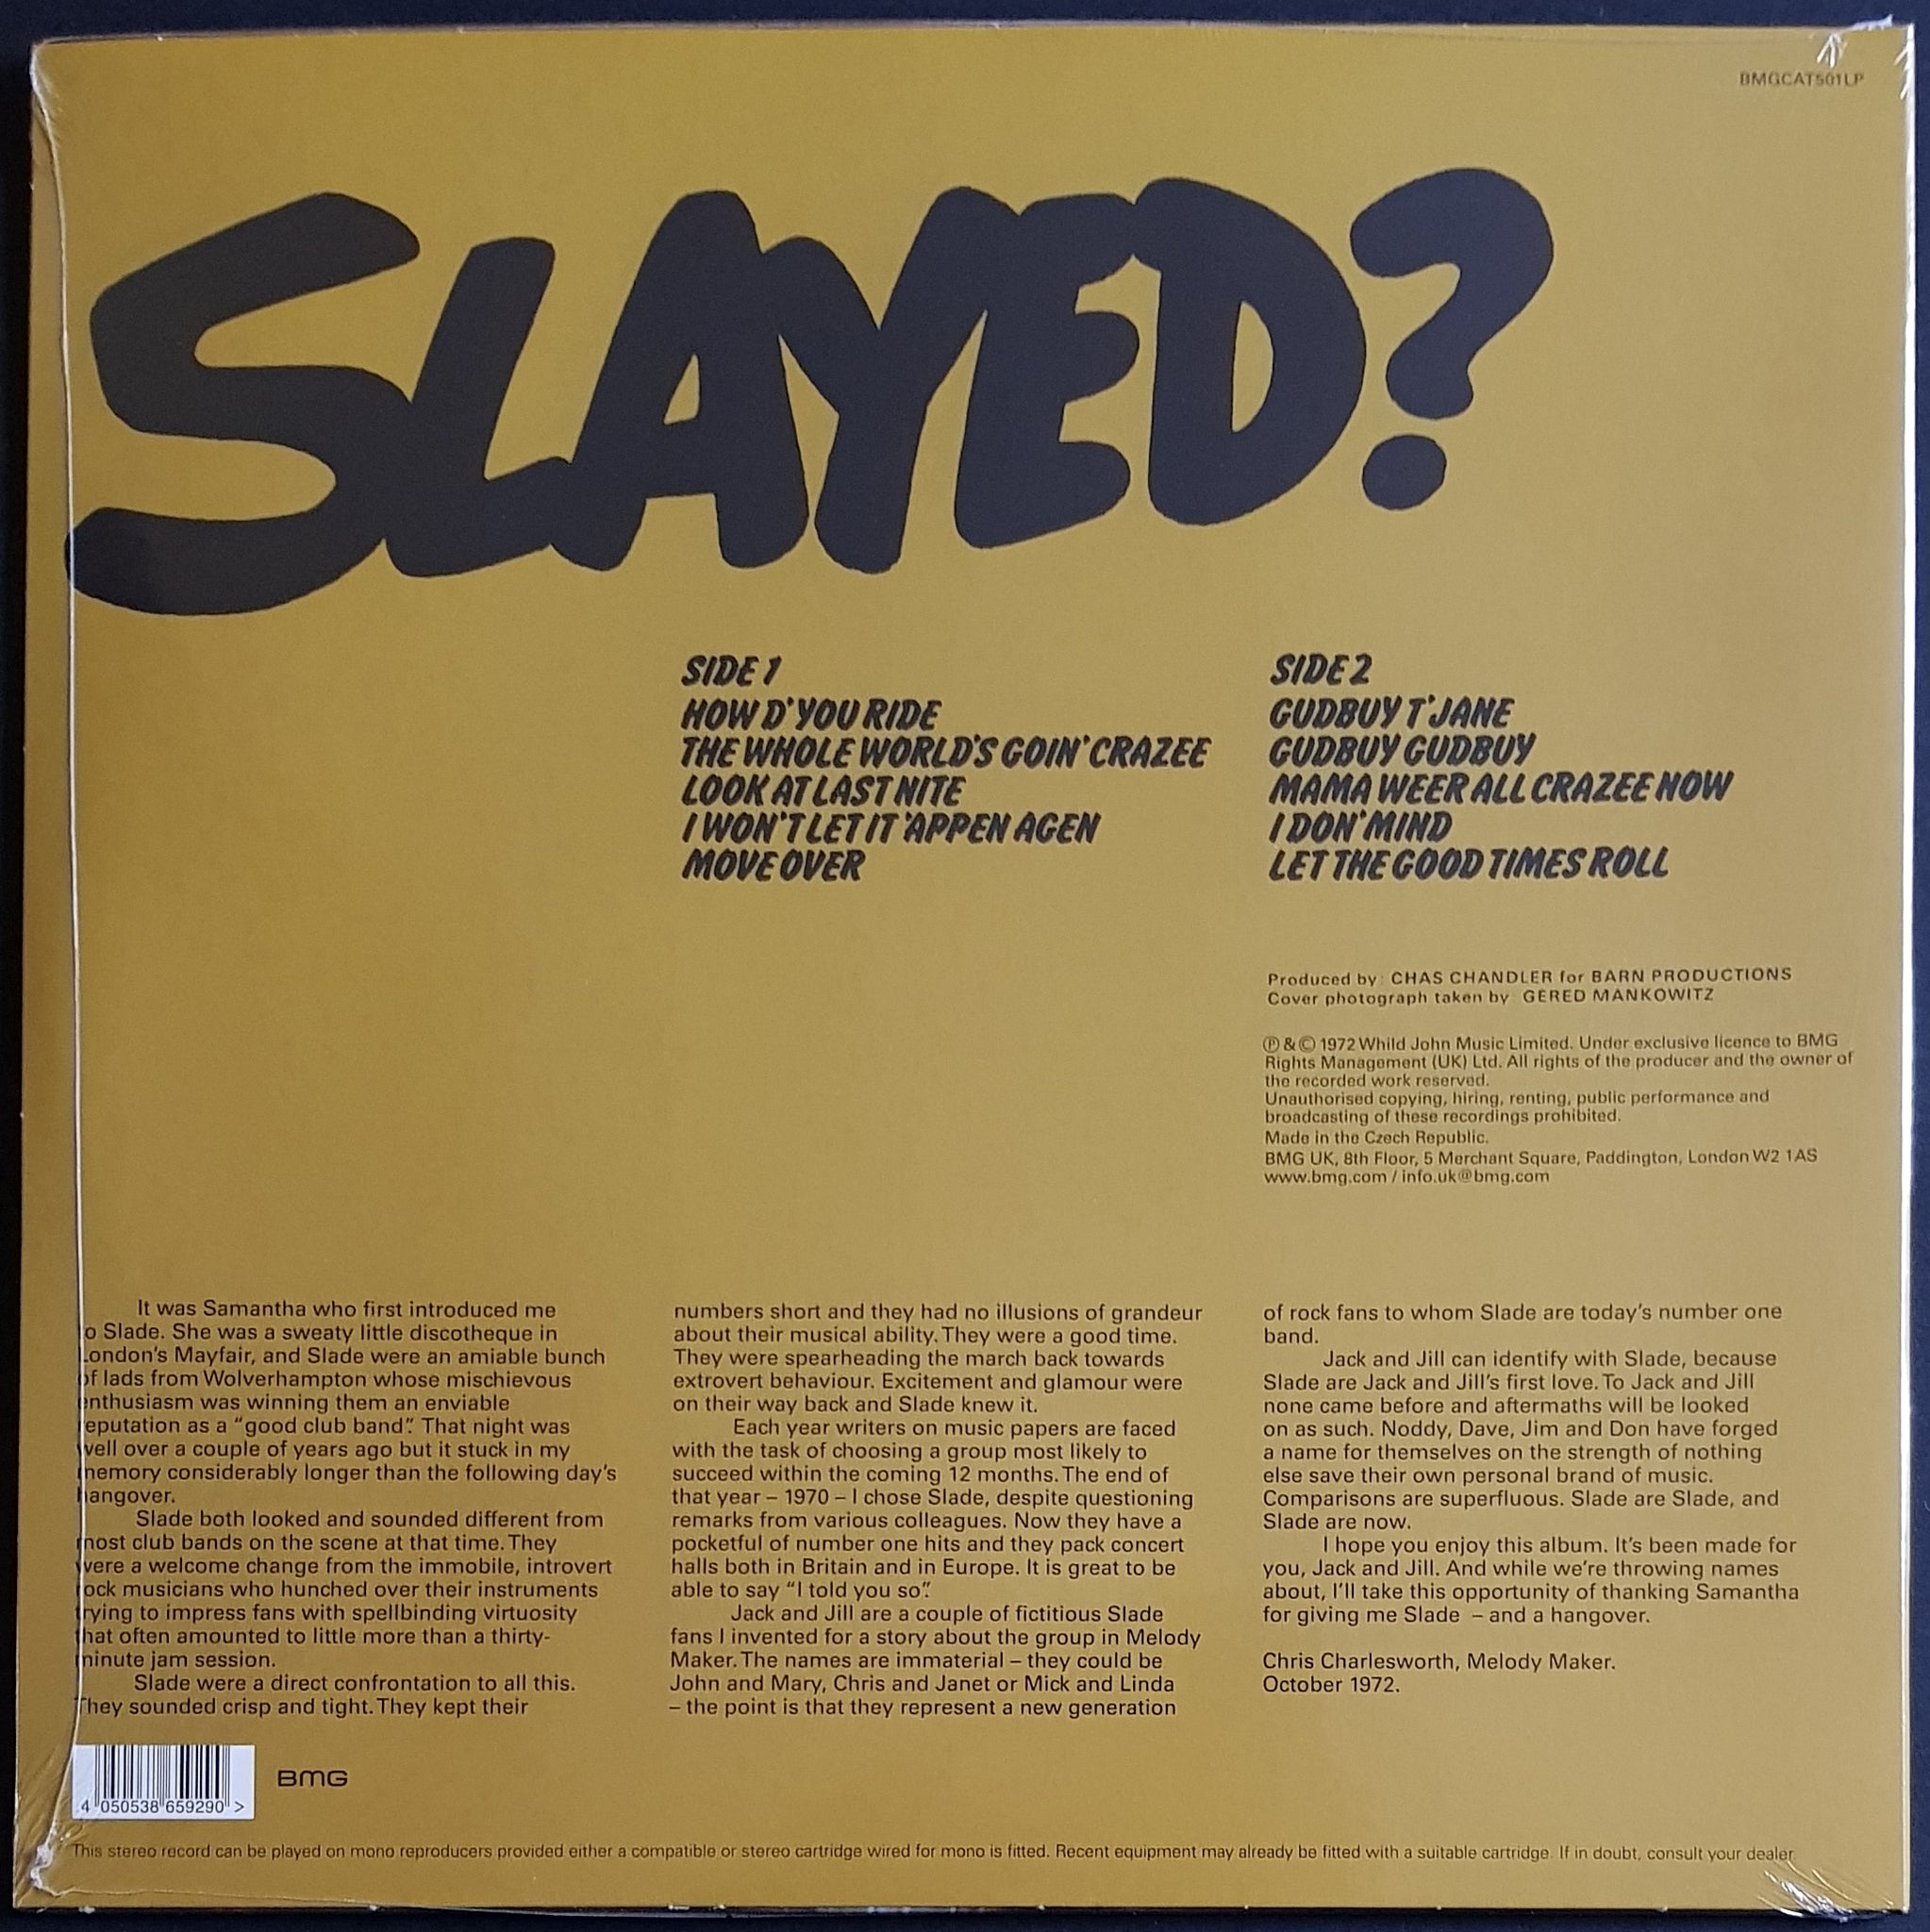 BMGCAT501LP
SLAYED?
SIDE 1
HOW D'YOU RIDE
THE WHOLE WORLD'S GOIN' CRAZEE
LOOK AT LAST NITE
I WON'T LET IT 'APPEN AGEN
MOVE OVER
SIDE 2
GUDBUY T'JANE
GUDBUY GUDBUY
MAMA WEER ALL CRAZEE NOW
I DON' MIND
LET THE GOOD TIMES ROLL
Produced by: CHAS CHANDLER for BARN PRODUCTIONS
Cover photograph taken by GERED MANKOWITZ
Ⓟ & © 1972 Whild John Music Limited. Under exclusive licence to BMG
Rights Management (UK) Ltd. All rights of the producer and the owner of
the recorded work reserved.
Unauthorised copying, hiring, renting, public performance and
broadcasting of these recordings prohibited.
Made in the Czech Republic.
BMG UK, 8th Floor, 5 Merchant Square, Paddington, London W2 1AS
www.bmg.com / info.uk@bmg.com
It was Samantha who first introduced me
to Slade. She was a sweaty little discotheque in
London's Mayfair, and Slade were an amiable bunch
of lads from Wolverhampton whose mischievous
enthusiasm was winning them an enviable
reputation as a “good club band”. That night was
well over a couple of years ago but it stuck in my
memory considerably longer than the following day's
hangover.
Slade both looked and sounded different from
most club bands on the scene at that time. They
were a welcome change from the immobile, introvert
rock musicians who hunched over their instruments
trying to impress fans with spellbinding virtuosity
that often amounted to little more than a thirty-
minute jam session.
Slade were a direct confrontation to all this.
They sounded crisp and tight. They kept their
numbers short and they had no illusions of grandeur
about their musical ability. They were a good time.
They were spearheading the march back towards
extrovert behaviour. Excitement and glamour were
on their way back and Slade knew it.
Each year writers on music papers are faced
with the task of choosing a group most likely to
succeed within the coming 12 months. The end of
that year – 1970 – I chose Slade, despite questioning
remarks from various colleagues. Now they have a
pocketful of number one hits and they pack concert
halls both in Britain and in Europe. It is great to be
able to say “I told you so”.
Jack and Jill are a couple of fictitious Slade
fans I invented for a story about the group in Melody
Maker. The names are immaterial – they could be
John and Mary, Chris and Janet or Mick and Linda
– the point is that they represent a new generation
of rock fans to whom Slade are today's number one
band.
Jack and Jill can identify with Slade, because
Slade are Jack and Jill's first love. To Jack and Jill
none came before and aftermaths will be looked
on as such. Noddy, Dave, Jim and Don have forged
a name for themselves on the strength of nothing
else save their own personal brand of music.
Comparisons are superfluous. Slade are Slade, and
Slade are now.
I hope you enjoy this album. It's been made for
you, Jack and Jill. And while we're throwing names
about, I'll take this opportunity of thanking Samantha
for giving me Slade – and a hangover.
Chris Charlesworth, Melody Maker.
October 1972.
4 050538 659290 >
BMG
This stereo record can be played on mono reproducers provided either a compatible or stereo cartridge wired for mono is fitted. Recent equipment may already be fitted with a suitable cartridge. If in doubt, consult your dealer.